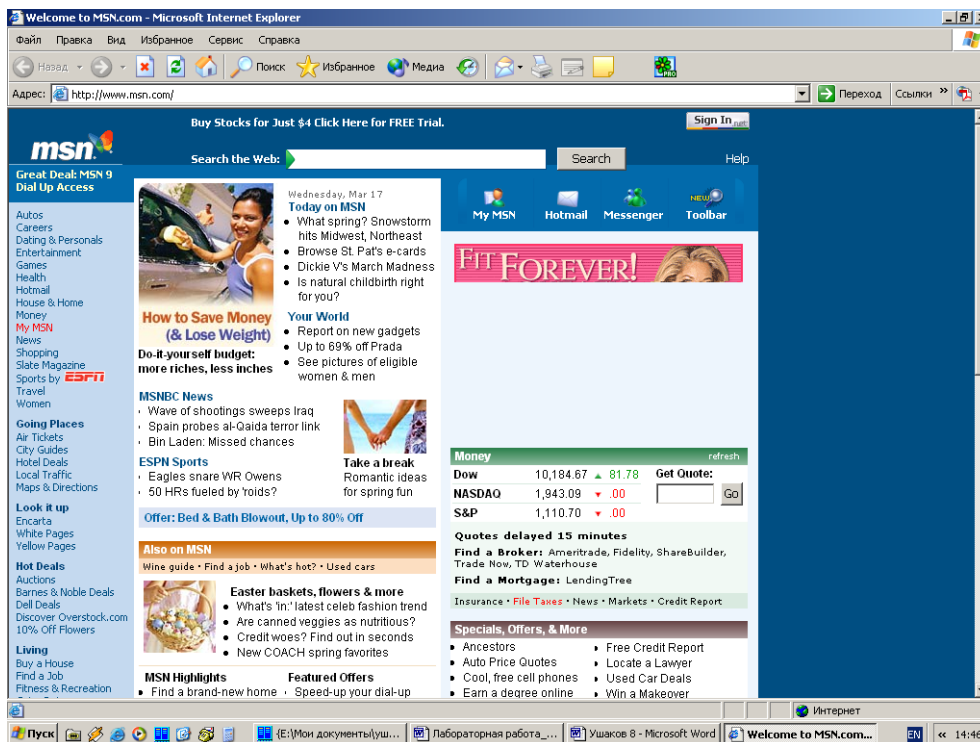 Welcome to MSN.com - Microsoft Internet Explorer
Файл Правка Вид Избранное Сервис Справка
Назад Поиск Избранное Медиа
Адрес: http://www.msn.com/ Переход Ссылки »
Buy Stocks for Just $4 Click Here for FREE Trial.
Sign In .net
msn
Search the Web: Search Help
Great Deal: MSN 9
Dial Up Access
Autos
Careers
Dating & Personals
Entertainment
Games
Health
Hotmail
House & Home
Money
My MSN
News
Shopping
Slate Magazine
Sports by ESPN
Travel
Women
Going Places
Air Tickets
City Guides
Hotel Deals
Local Traffic
Maps & Directions
Look it up
Encarta
White Pages
Yellow Pages
Hot Deals
Auctions
Barnes & Noble Deals
Dell Deals
Discover Overstock.com
10% Off Flowers
Living
Buy a House
Find a Job
Fitness & Recreation
How to Save Money
(& Lose Weight)
Do-it-yourself budget:
more riches, less inches
Wednesday, Mar 17
Today on MSN
What spring? Snowstorm
hits Midwest, Northeast
Browse St. Pat's e-cards
Dickie V's March Madness
Is natural childbirth right
for you?
Your World
Report on new gadgets
Up to 69% off Prada
See pictures of eligible
women & men
MSNBC News
Wave of shootings sweeps Iraq
Spain probes al-Qaida terror link
Bin Laden: Missed chances
ESPN Sports
Eagles snare WR Owens
50 HRs fueled by 'roids?
Take a break
Romantic ideas
for spring fun
Offer: Bed & Bath Blowout, Up to 80% Off
Also on MSN
Wine guide • Find a job • What's hot? • Used cars
Easter baskets, flowers & more
What's 'in:' latest celeb fashion trend
Are canned veggies as nutritious?
Credit woes? Find out in seconds
New COACH spring favorites
MSN Highlights
Find a brand-new home
Featured Offers
Speed-up your dial-up
My MSN Hotmail Messenger NEW! Toolbar
FIT FOREVER!
Money refresh
Dow 10,184.67 81.78 Get Quote:
NASDAQ 1,943.09 .00 Go
S&P 1,110.70 .00
Quotes delayed 15 minutes
Find a Broker: Ameritrade, Fidelity, ShareBuilder,
Trade Now, TD Waterhouse
Find a Mortgage: LendingTree
Insurance • File Taxes • News • Markets • Credit Report
Specials, Offers, & More
Ancestors
Auto Price Quotes
Cool, free cell phones
Earn a degree online
Free Credit Report
Locate a Lawyer
Used Car Deals
Win a Makeover
Интернет
Пуск {E:\Мои документы\уш... Лабораторная работа_... Ушаков 8 - Microsoft Word Welcome to MSN.com... EN «